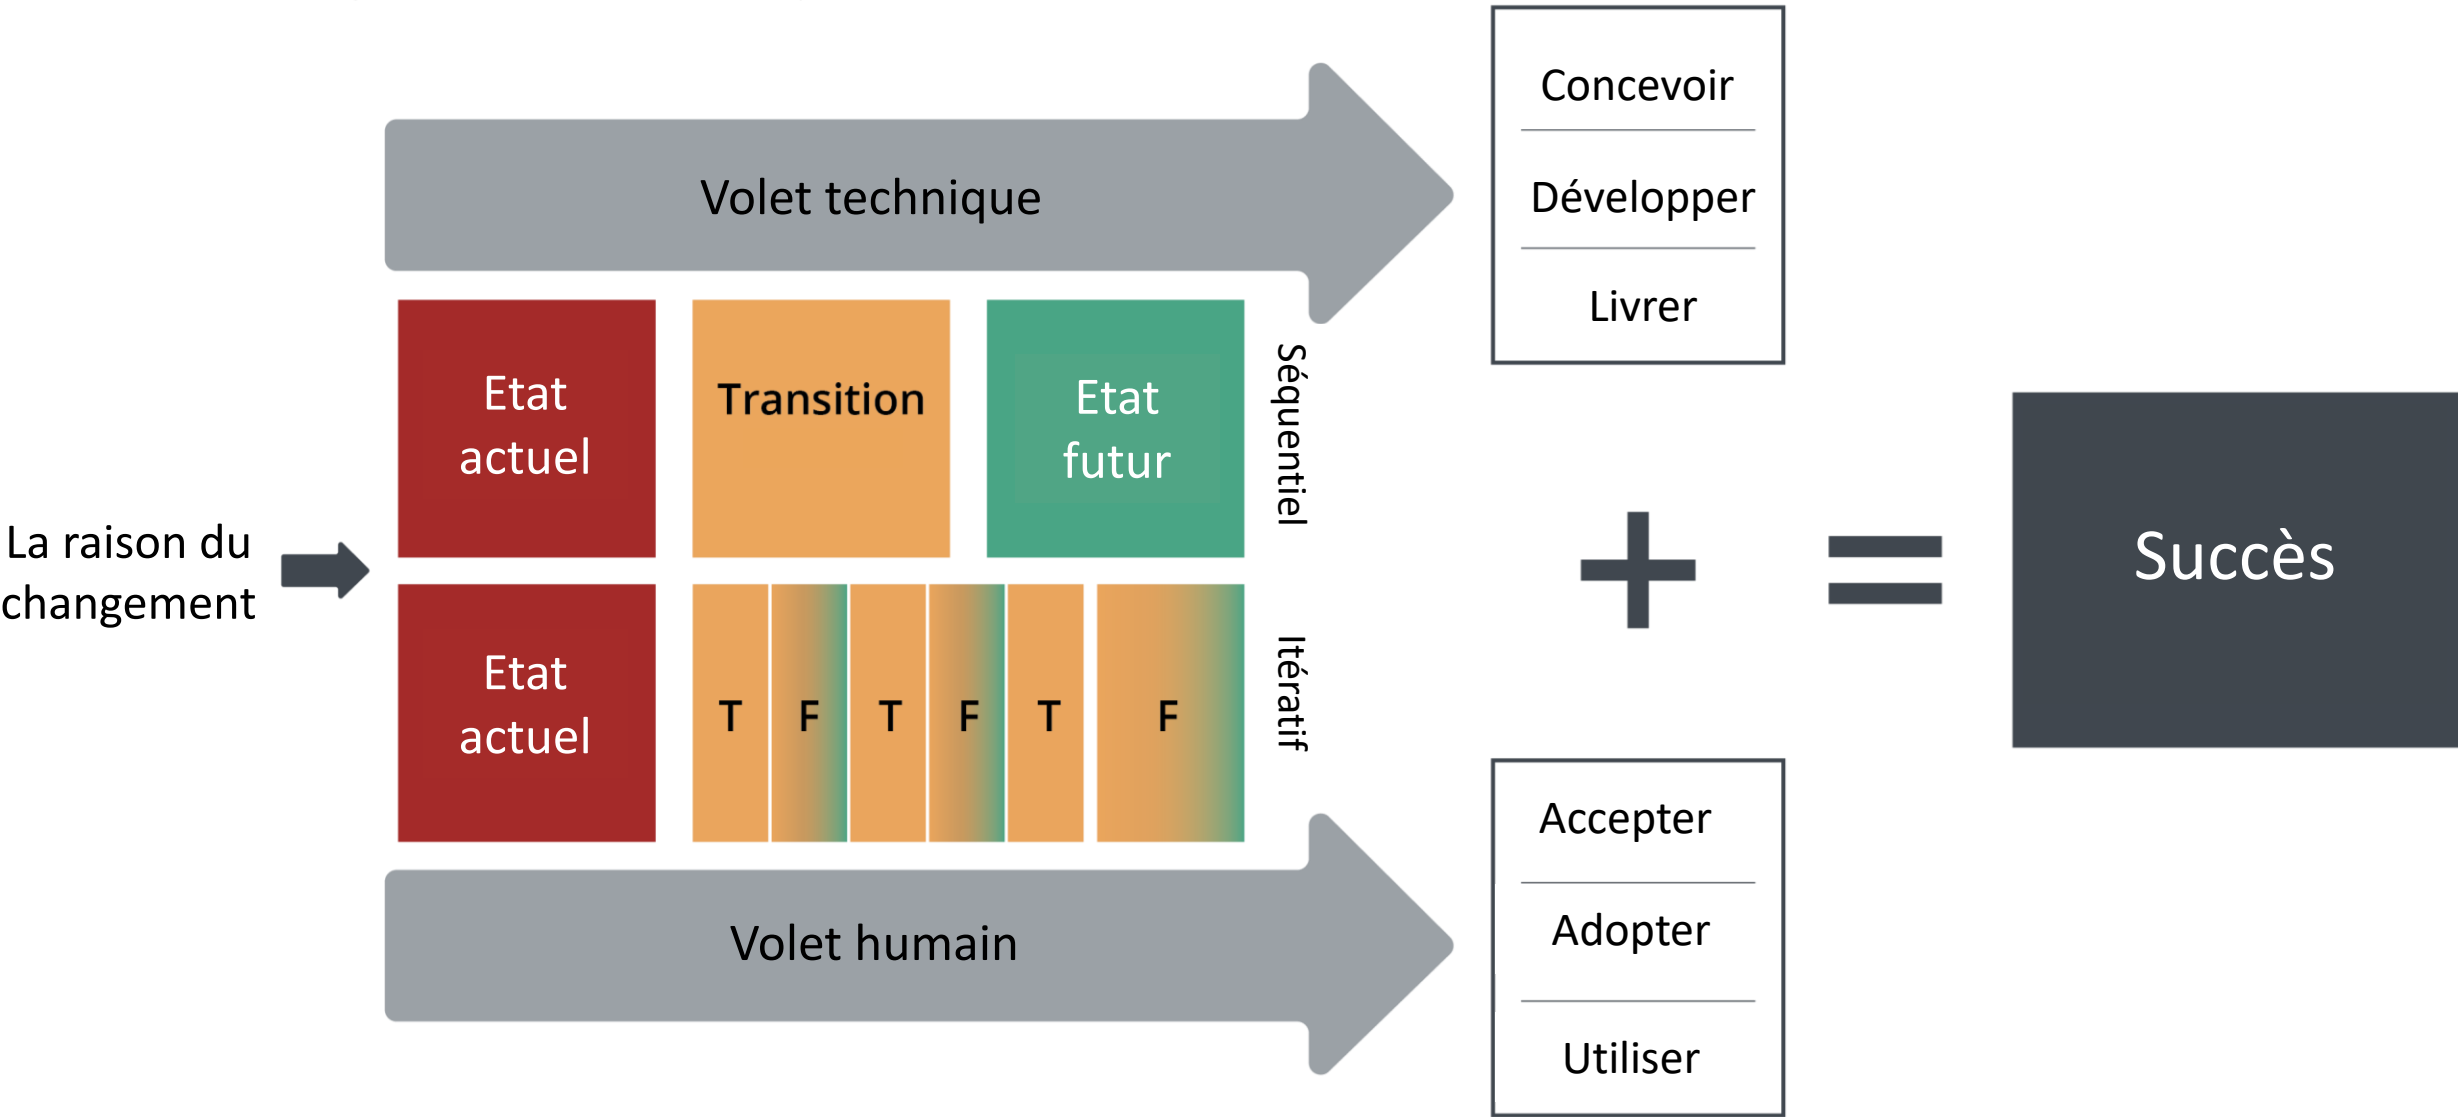 La raison du
changement
Volet technique
Etat
actuel
Transition
Etat
futur
Séquentiel
Etat
actuel
T
F
T
F
T
F
Itératif
Volet humain
Concevoir
Développer
Livrer
+
Accepter
Adopter
Utiliser
=
Succès